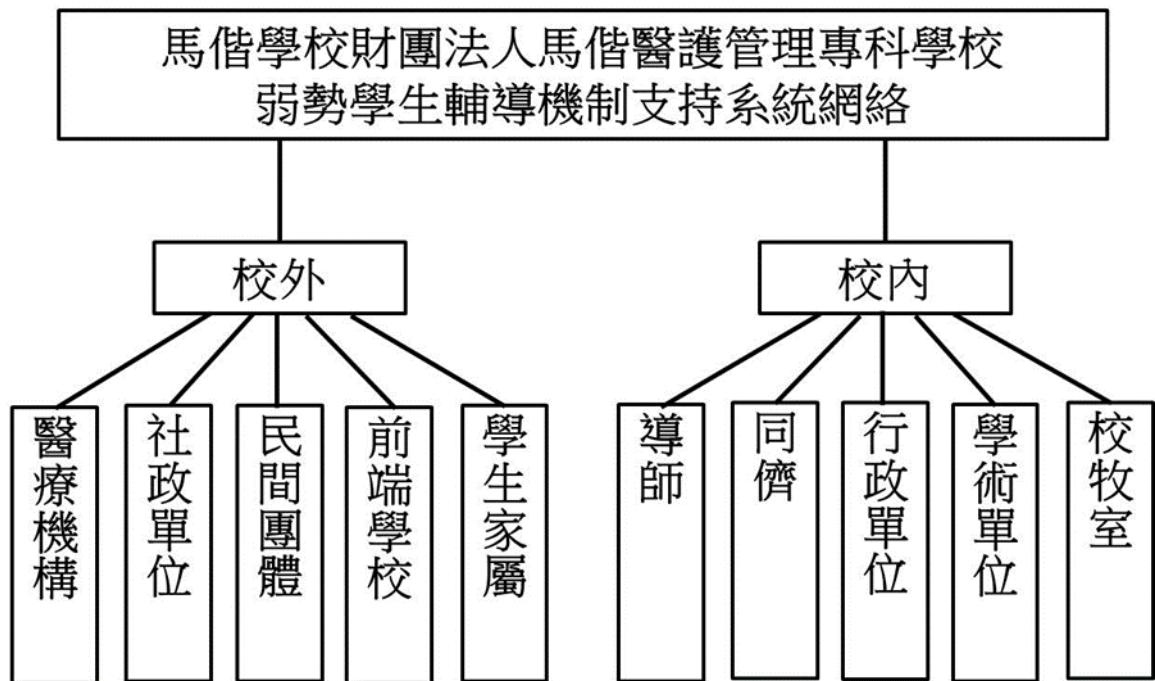 馬偕學校財團法人馬偕醫護管理專科學校
弱勢學生輔導機制支持系統網絡
校外
校內
醫療機構
社政單位
民間團體
前端學校
學生家屬
導師
同儕
行政單位
學術單位
校牧室